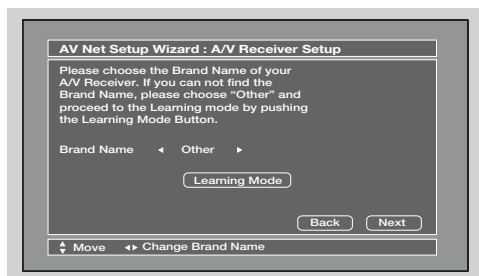 AV Net Setup Wizard : A/V Receiver Setup
Please choose the Brand Name of your
A/V Receiver. If you can not find the
Brand Name, please choose “Other” and
proceed to the Learning mode by pushing
the Learning Mode Button.
Brand Name ◄ Other ►
Learning Mode
Back Next
Move ◄► Change Brand Name